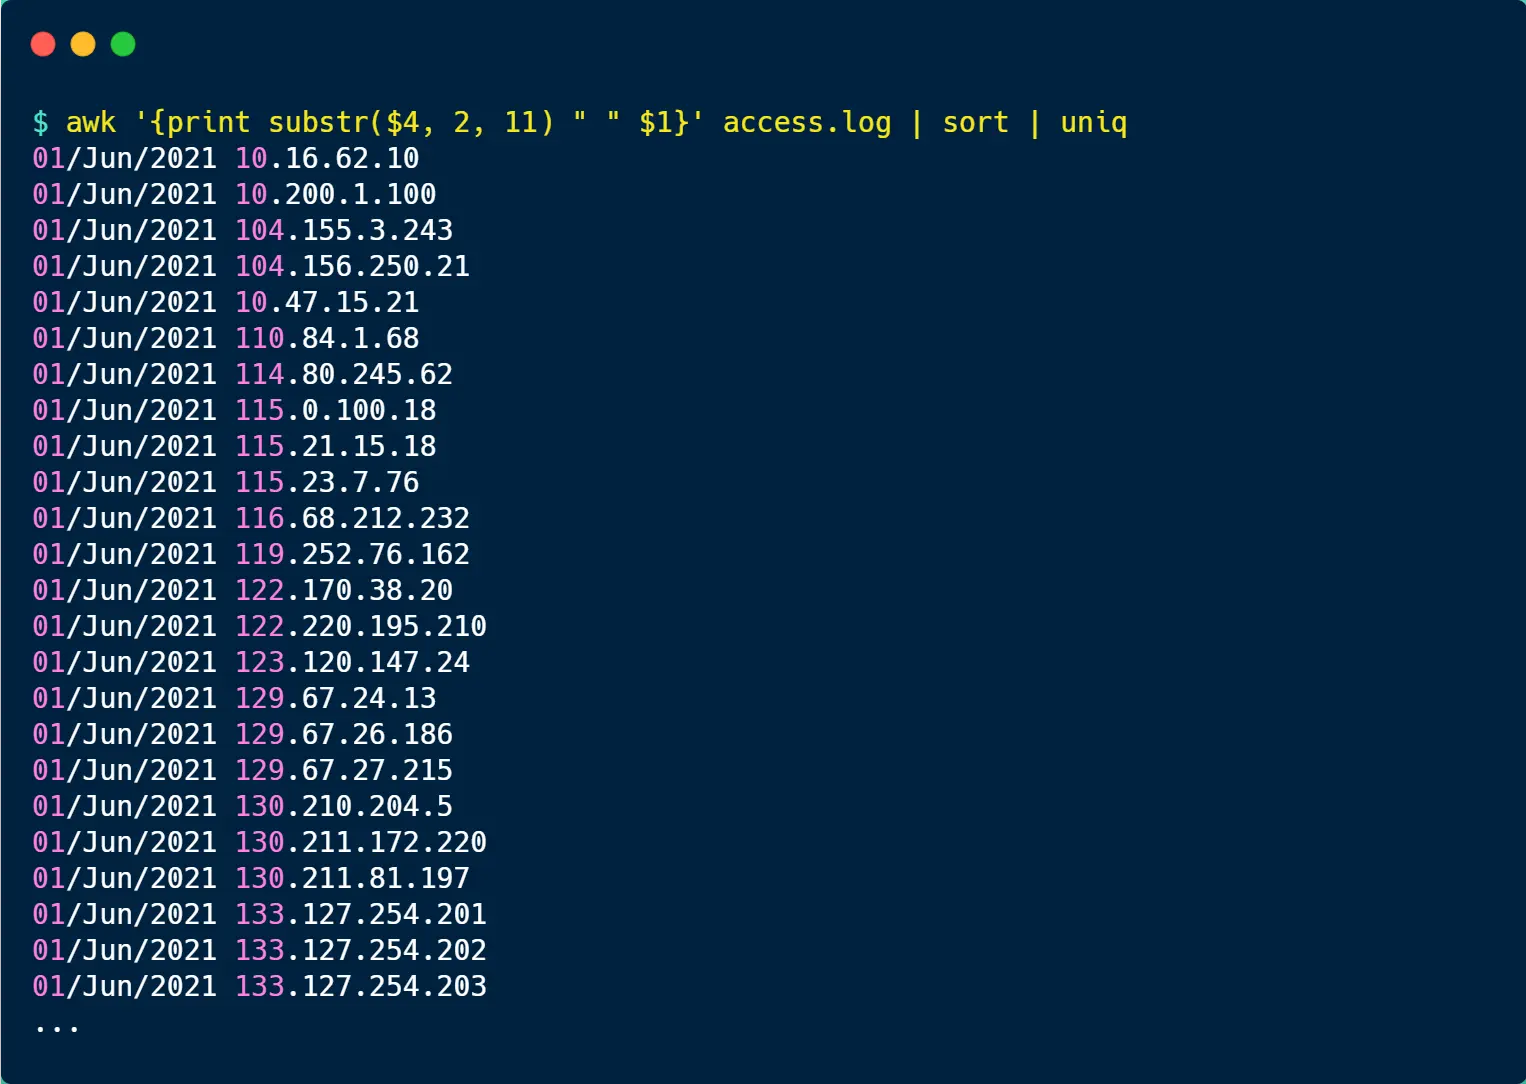 $ awk '{print substr($4, 2, 11) " " $1}' access.log | sort | uniq
01/Jun/2021 10.16.62.10
01/Jun/2021 10.200.1.100
01/Jun/2021 104.155.3.243
01/Jun/2021 104.156.250.21
01/Jun/2021 10.47.15.21
01/Jun/2021 110.84.1.68
01/Jun/2021 114.80.245.62
01/Jun/2021 115.0.100.18
01/Jun/2021 115.21.15.18
01/Jun/2021 115.23.7.76
01/Jun/2021 116.68.212.232
01/Jun/2021 119.252.76.162
01/Jun/2021 122.170.38.20
01/Jun/2021 122.220.195.210
01/Jun/2021 123.120.147.24
01/Jun/2021 129.67.24.13
01/Jun/2021 129.67.26.186
01/Jun/2021 129.67.27.215
01/Jun/2021 130.210.204.5
01/Jun/2021 130.211.172.220
01/Jun/2021 130.211.81.197
01/Jun/2021 133.127.254.201
01/Jun/2021 133.127.254.202
01/Jun/2021 133.127.254.203
...